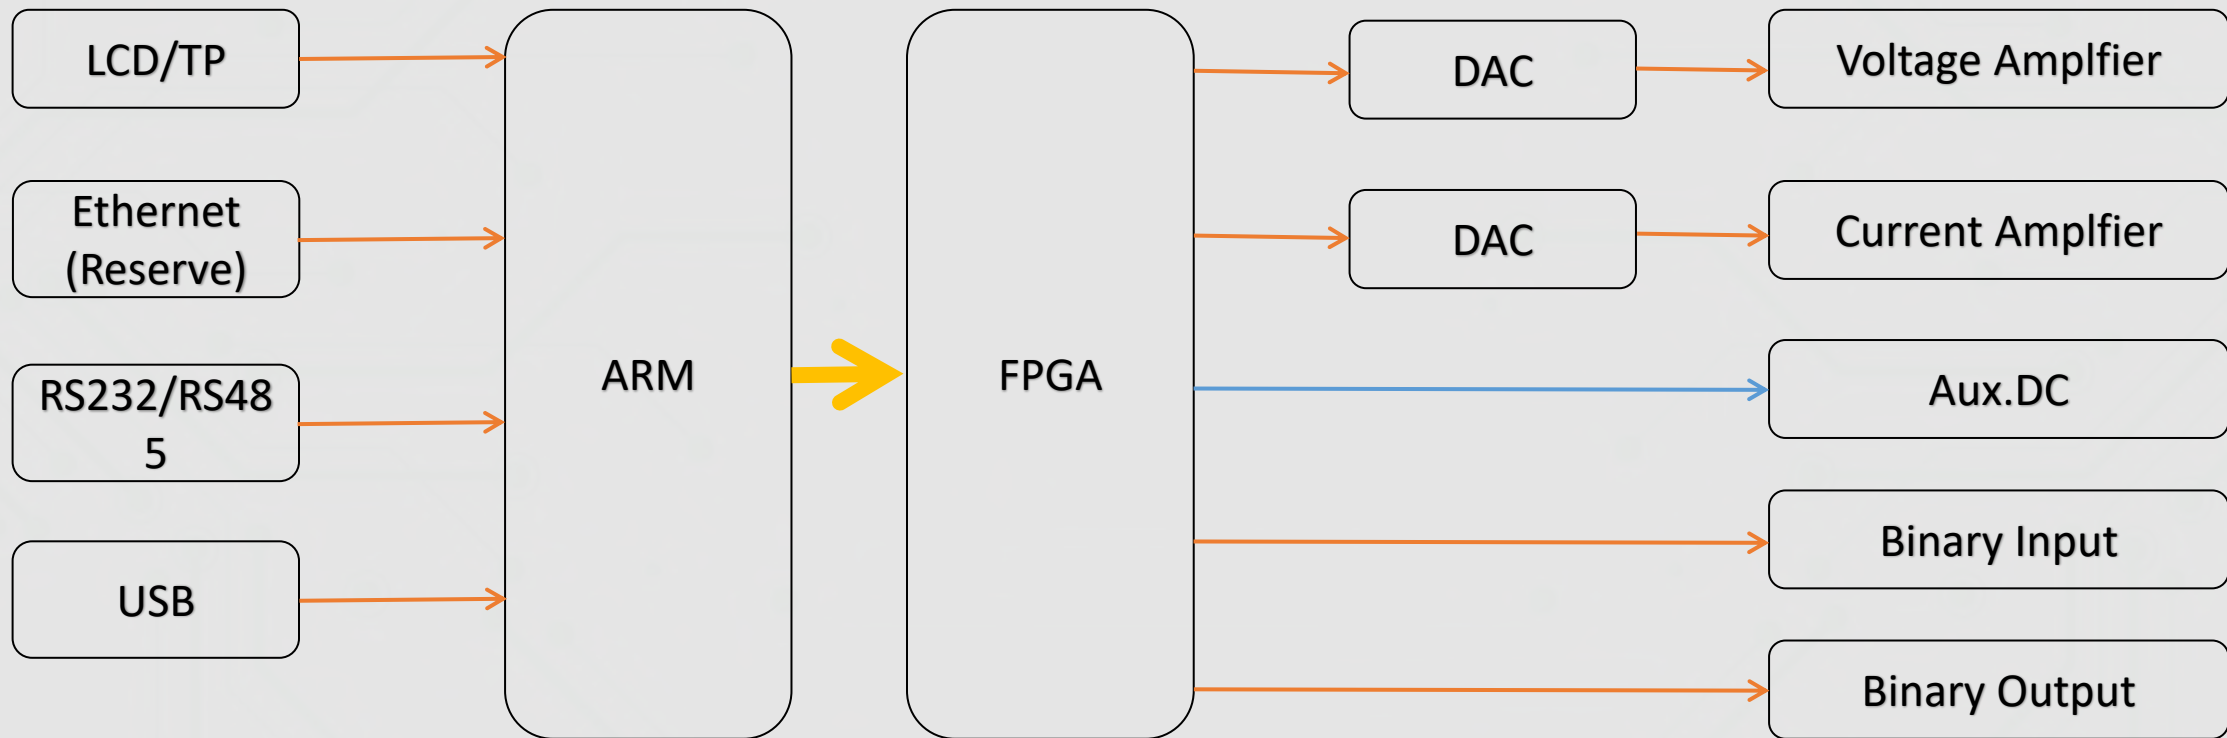 LCD/TP
Ethernet
(Reserve)
RS232/RS48
5
USB
ARM
FPGA
DAC
DAC
Voltage Amplfier
Current Amplfier
Aux.DC
Binary Input
Binary Output